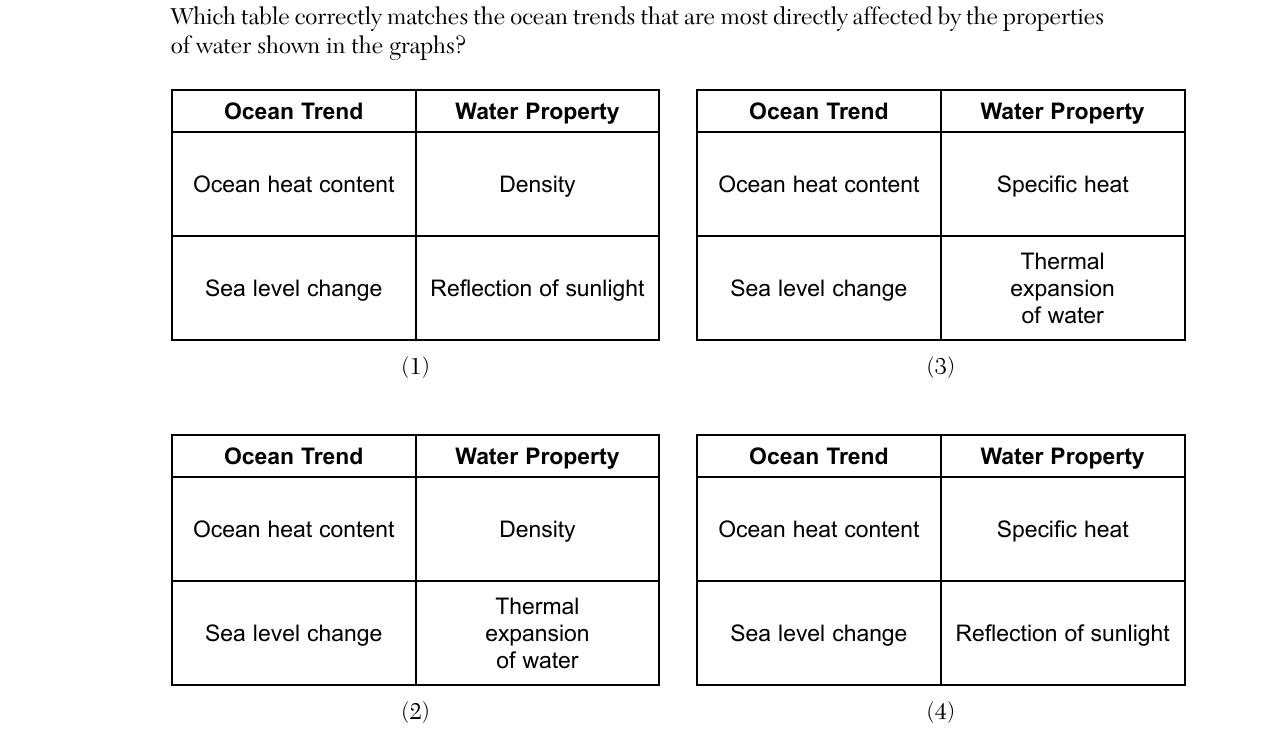 Which table correctly matches the ocean trends that are most directly affected by the properties
of water shown in the graphs?
Ocean Trend Water Property
Ocean heat content Density
Sea level change Reflection of sunlight
(1)
Ocean Trend Water Property
Ocean heat content Specific heat
Sea level change Thermal
expansion
of water
(3)
Ocean Trend Water Property
Ocean heat content Density
Sea level change Thermal
expansion
of water
(2)
Ocean Trend Water Property
Ocean heat content Specific heat
Sea level change Reflection of sunlight
(4)